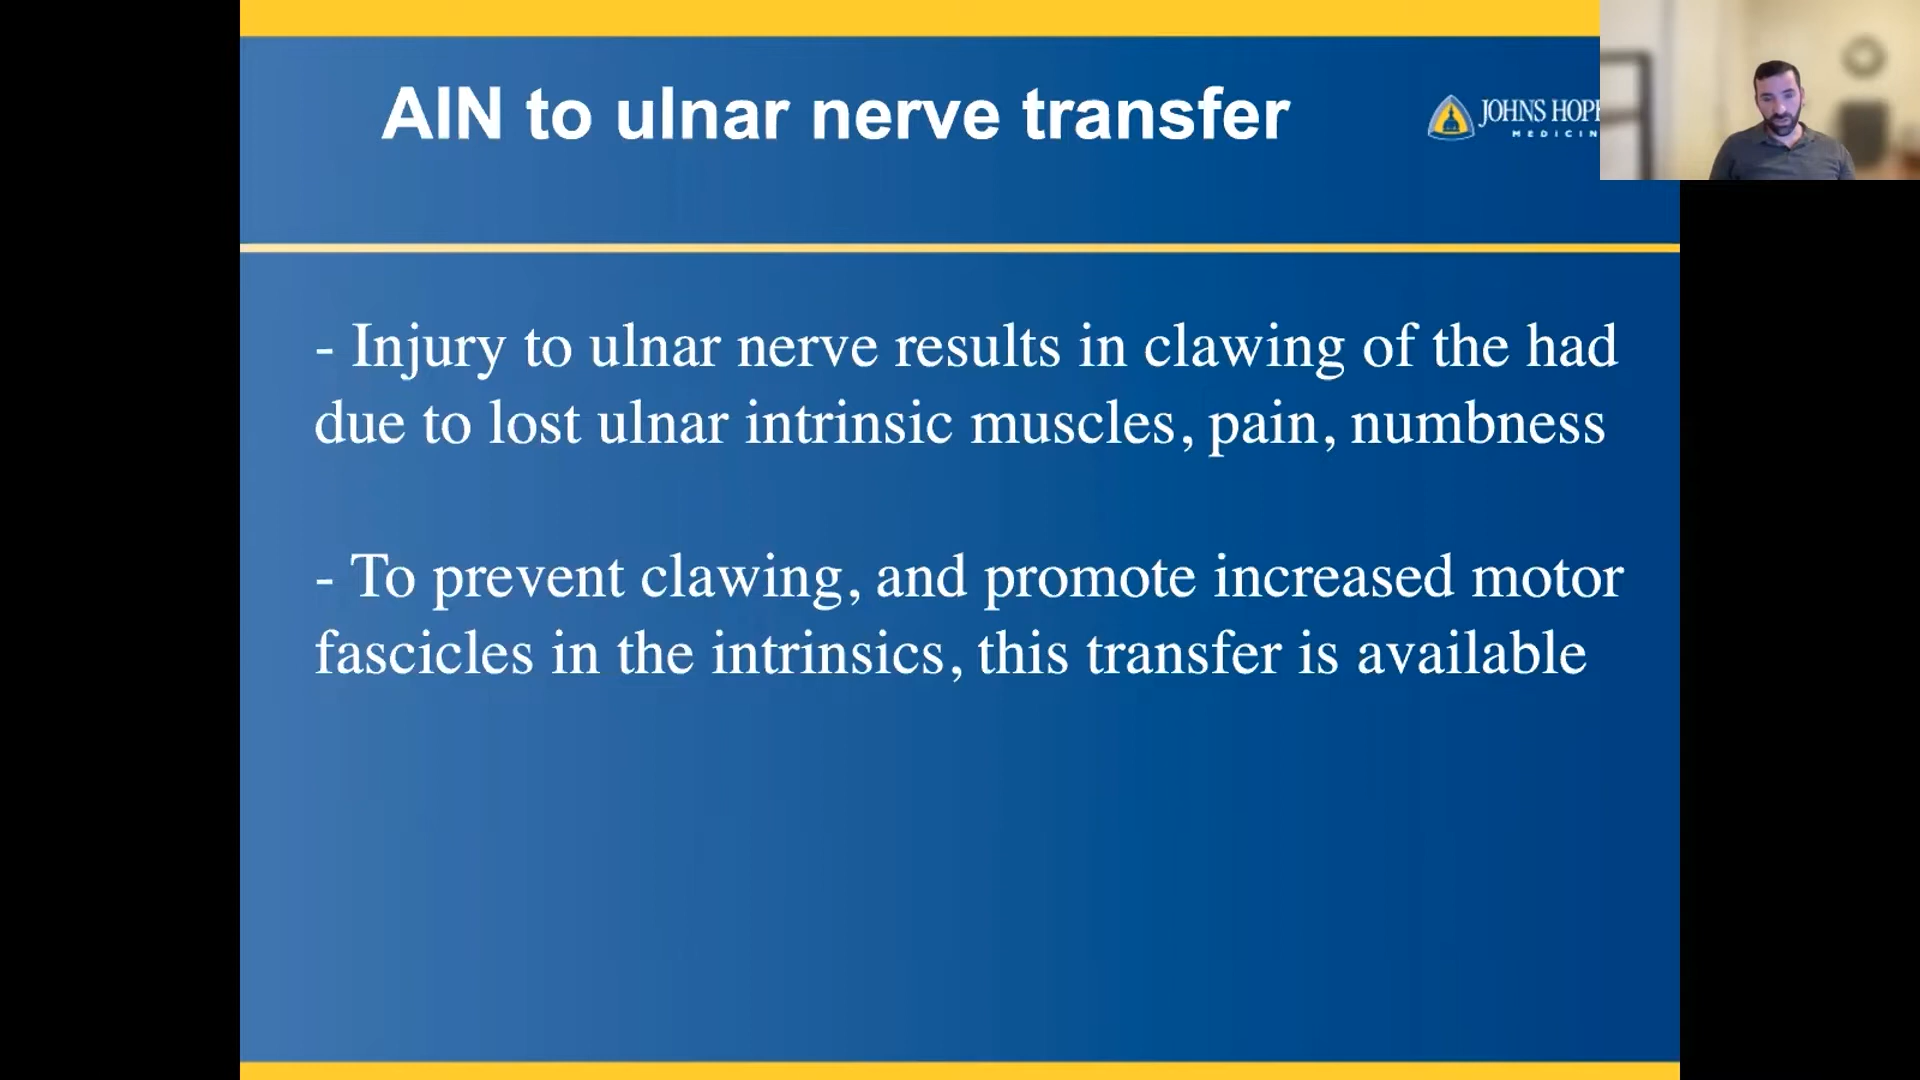 AIN to ulnar nerve transfer
JOHNS HOP
MEDICIN
- Injury to ulnar nerve results in clawing of the had
due to lost ulnar intrinsic muscles, pain, numbness
- To prevent clawing, and promote increased motor
fascicles in the intrinsics, this transfer is available